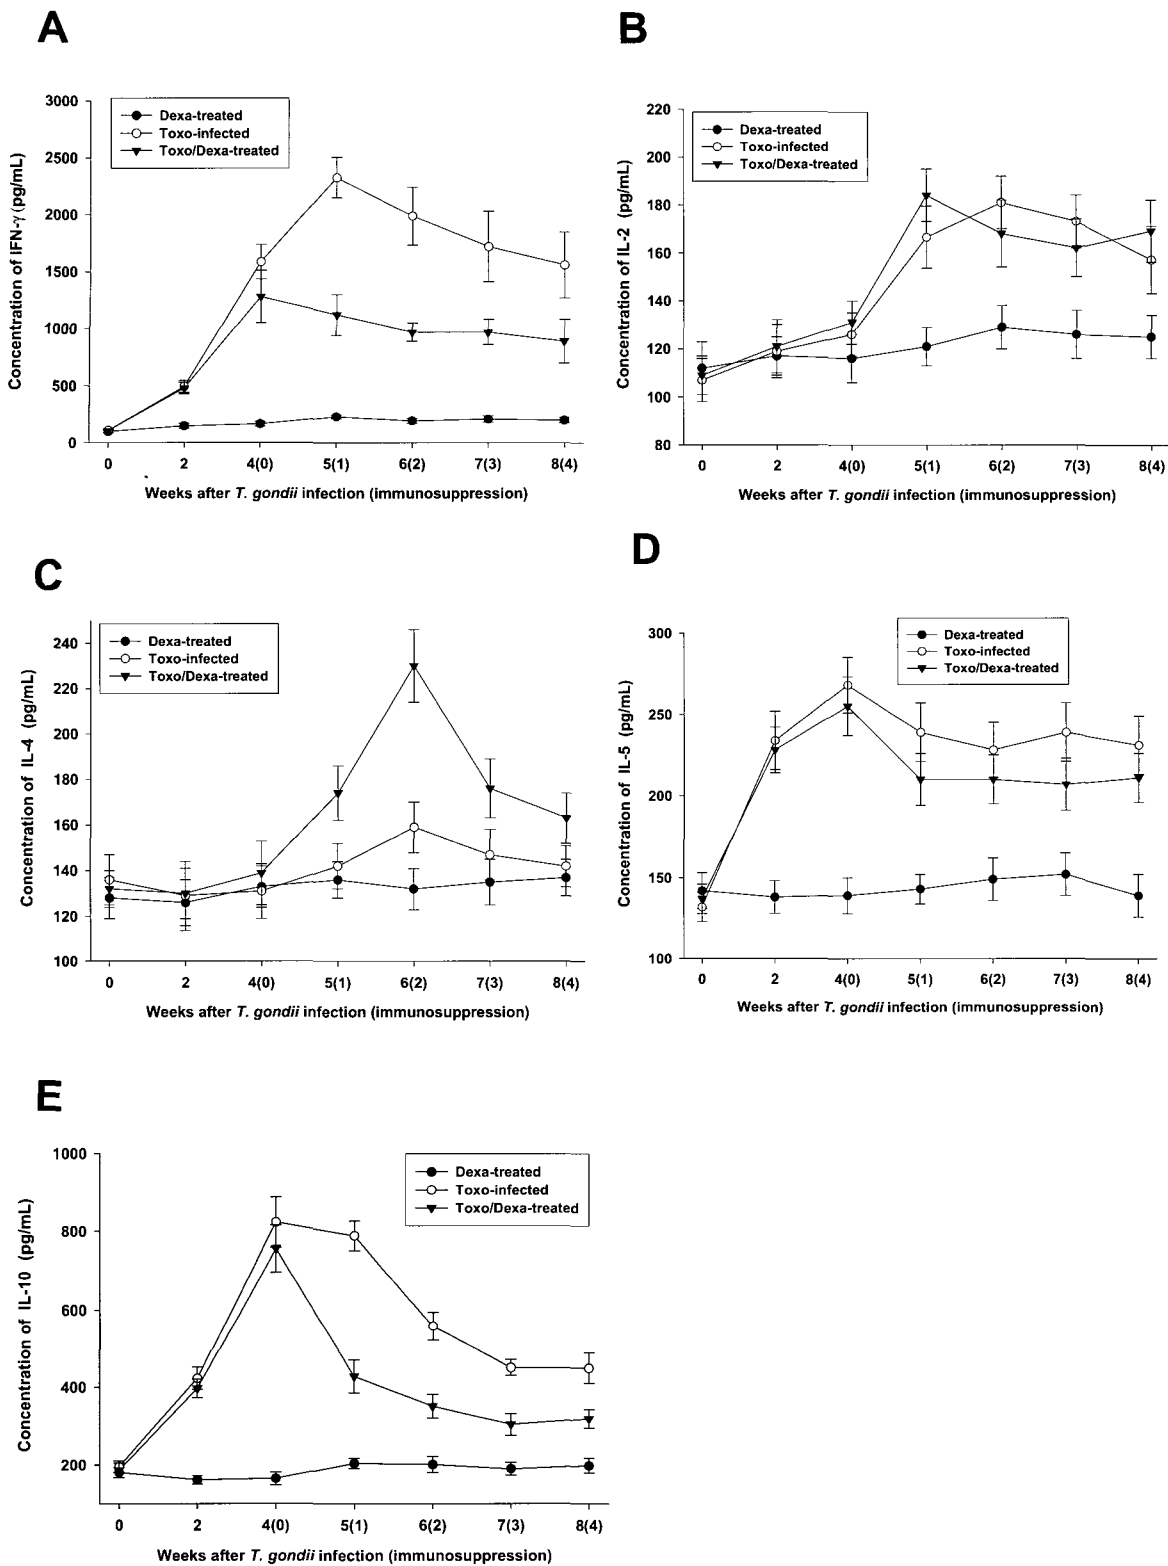 A
Concentration of IFN-γ (pg/mL)
3000
2500
2000
1500
1000
500
0
Dexa-treated
Toxo-infected
Toxo/Dexa-treated
0 2 4(0) 5(1) 6(2) 7(3) 8(4)
Weeks after T. gondii infection (immunosuppression)
B
Concentration of IL-2 (pg/mL)
220
200
180
160
140
120
100
80
Dexa-treated
Toxo-infected
Toxo/Dexa-treated
0 2 4(0) 5(1) 6(2) 7(3) 8(4)
Weeks after T. gondii infection (immunosuppression)
C
Concentration of IL-4 (pg/mL)
240
220
200
180
160
140
120
100
Dexa-treated
Toxo-infected
Toxo/Dexa-treated
0 2 4(0) 5(1) 6(2) 7(3) 8(4)
Weeks after T. gondii infection (immunosuppression)
D
Concentration of IL-5 (pg/mL)
300
250
200
150
100
Dexa-treated
Toxo-infected
Toxo/Dexa-treated
0 2 4(0) 5(1) 6(2) 7(3) 8(4)
Weeks after T. gondii infection (immunosuppression)
E
Concentration of IL-10 (pg/mL)
1000
800
600
400
200
Dexa-treated
Toxo-infected
Toxo/Dexa-treated
0 2 4(0) 5(1) 6(2) 7(3) 8(4)
Weeks after T. gondii infection (immunosuppression)